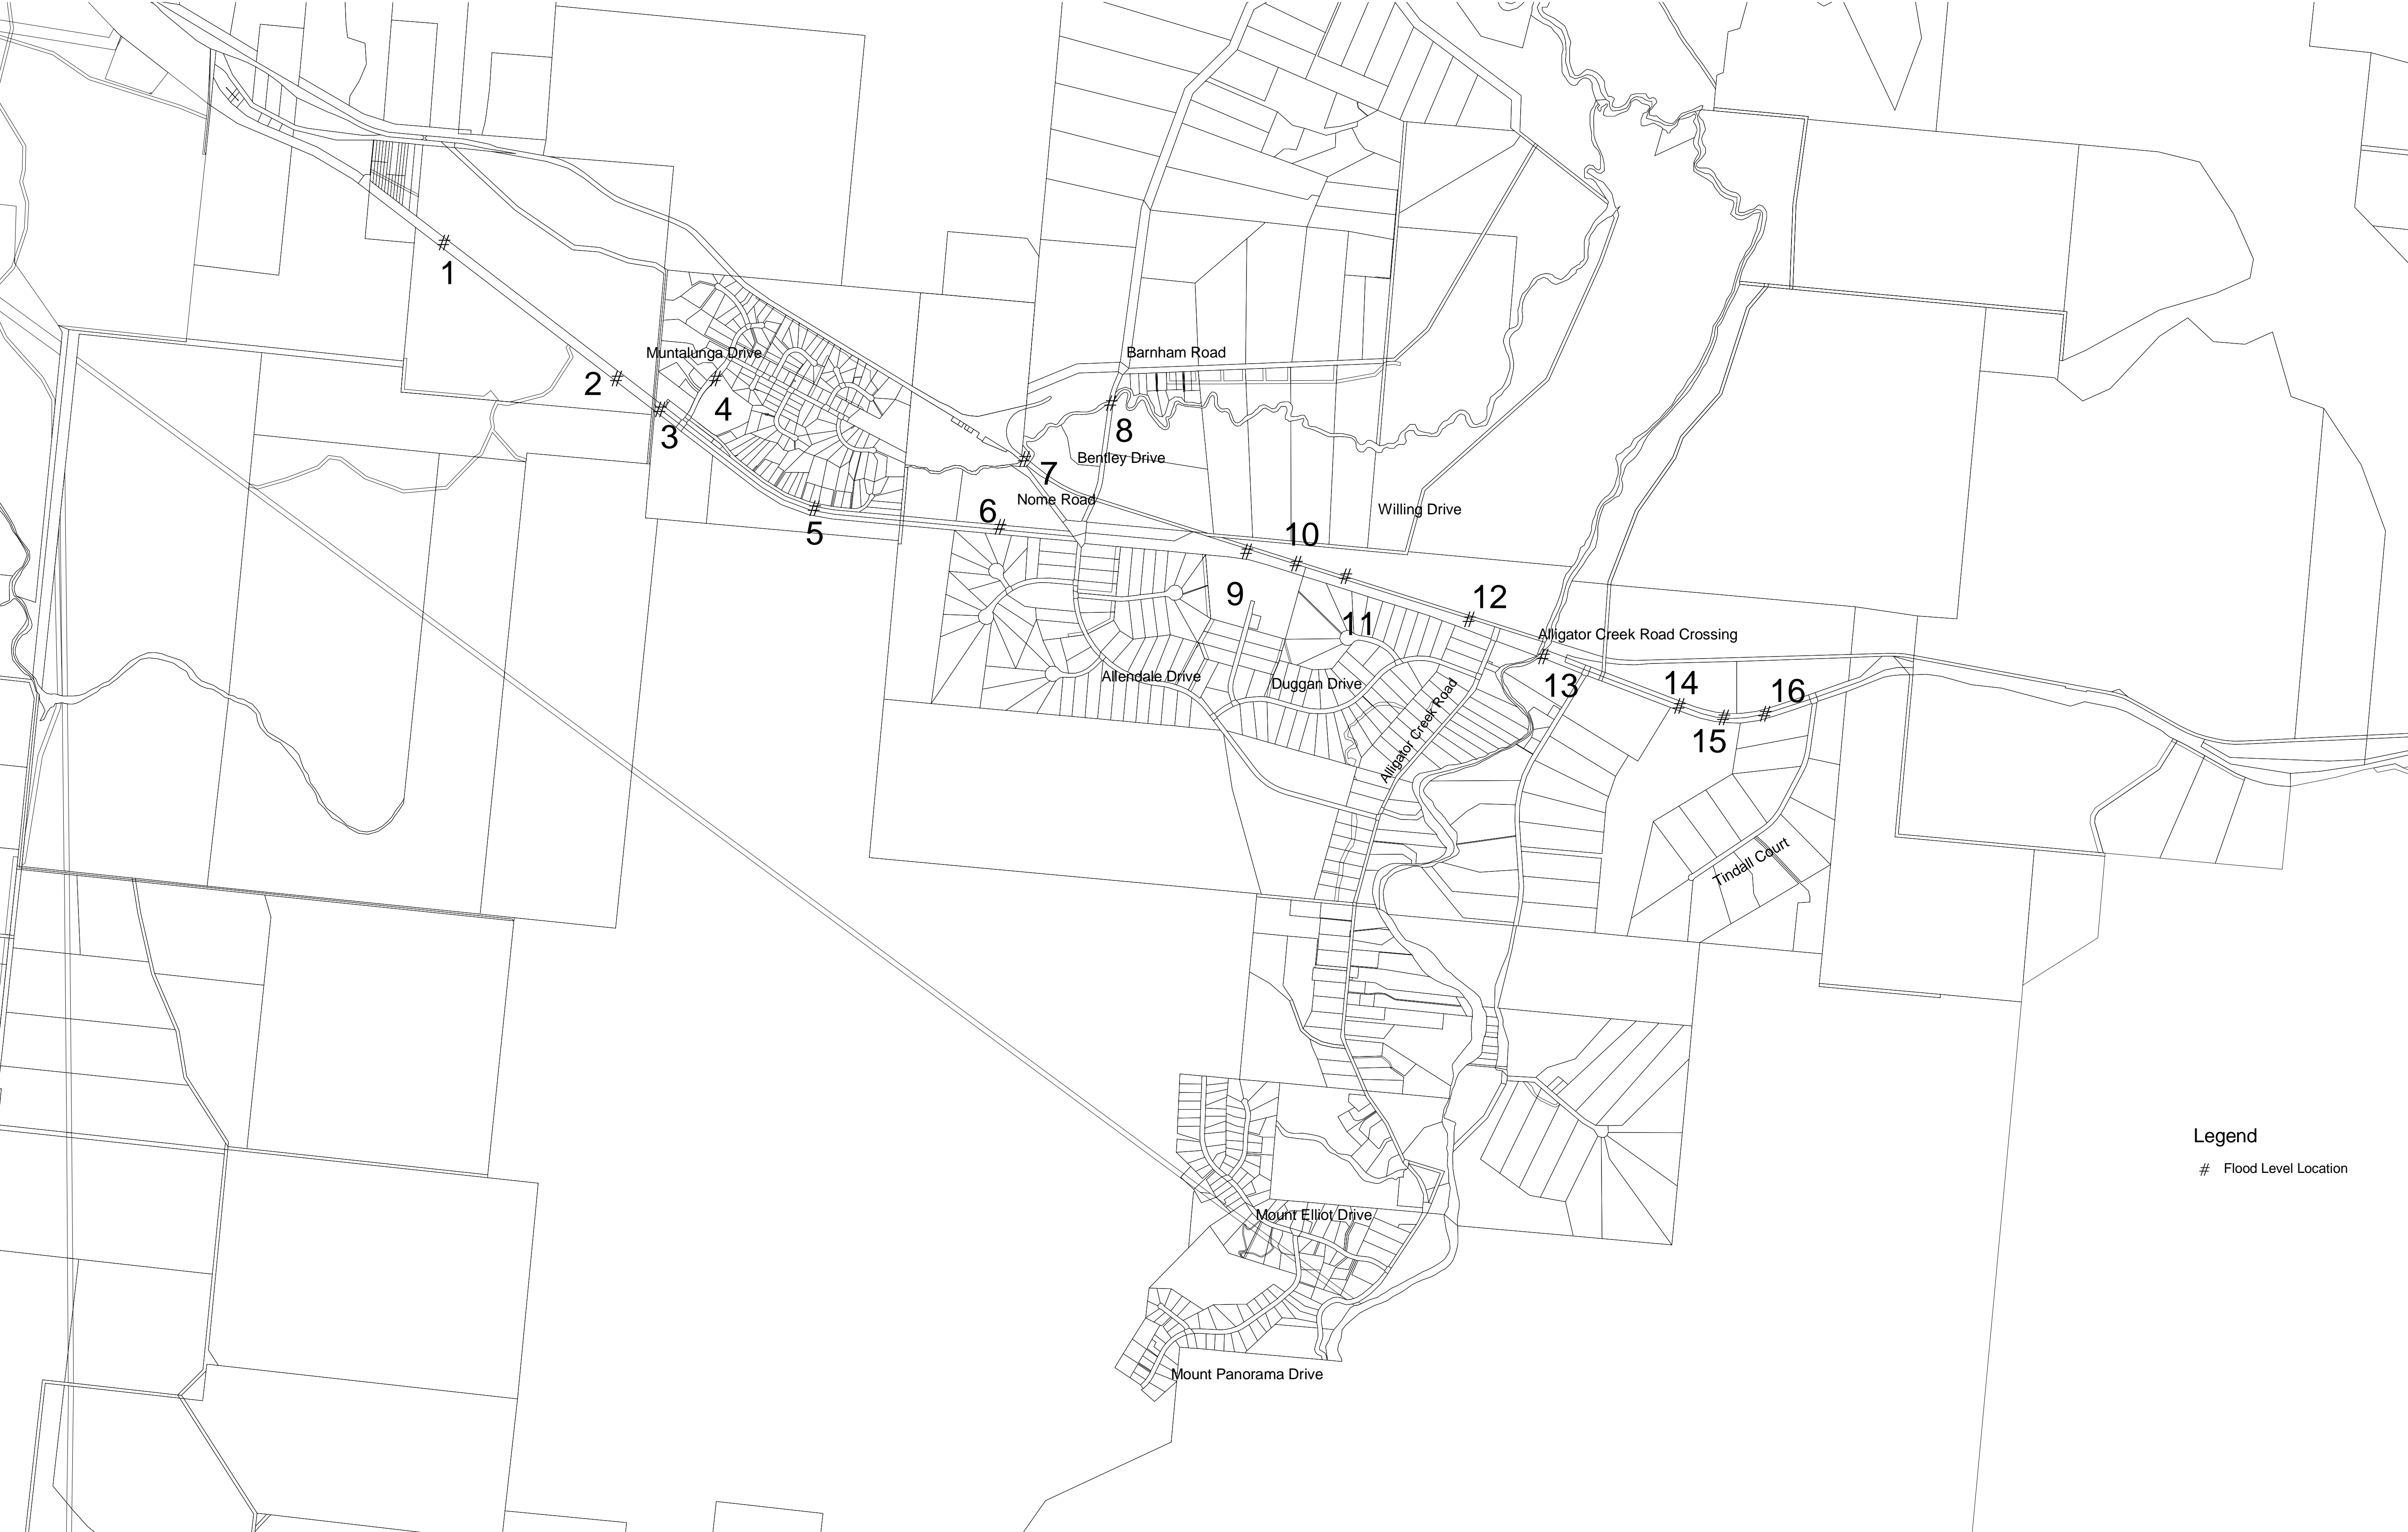 1
Muntalunga Drive
Barnham Road
2
4
3
8
Bentley Drive
7
Nome Road
6
5
Willing Drive
10
9
12
11
Alligator Creek Road Crossing
Allendale Drive
Duggan Drive
13
14
16
Alligator Creek Road
15
Tindall Court
Legend
# Flood Level Location
Mount Elliot Drive
Mount Panorama Drive